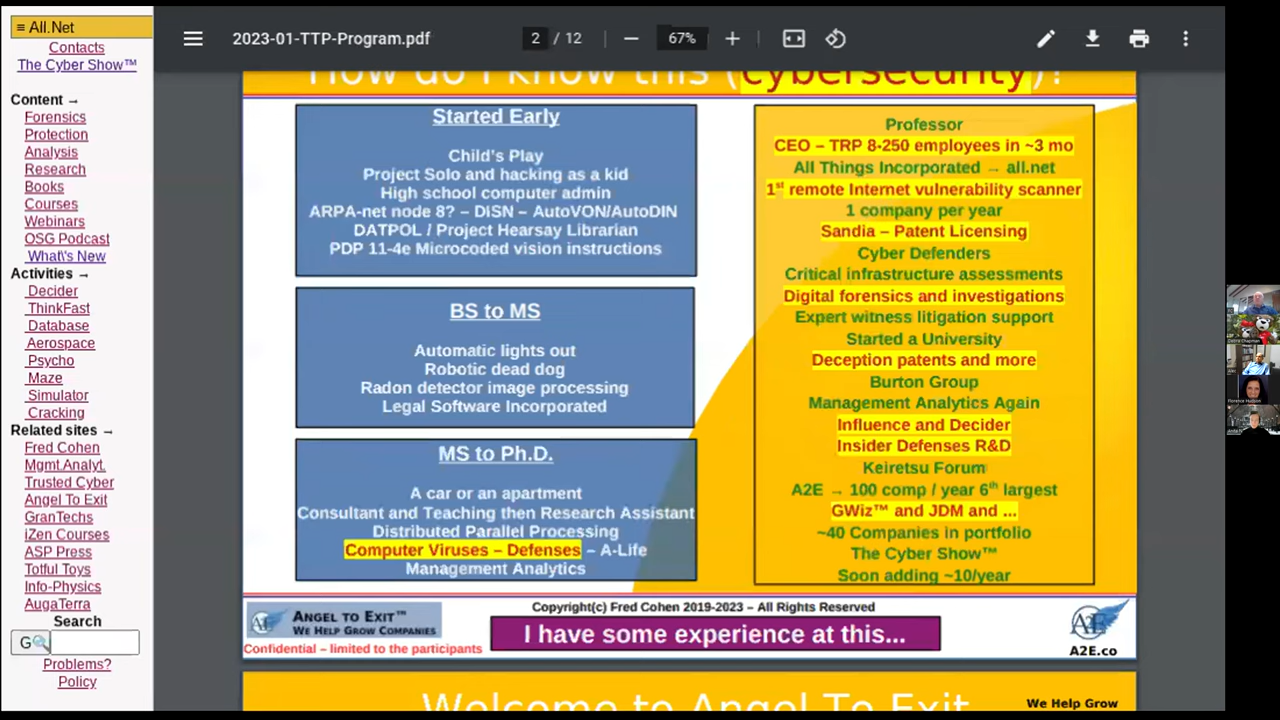 ≡ All.Net
Contacts
The Cyber Show™
Content →
Forensics
Protection
Analysis
Research
Books
Courses
Webinars
OSG Podcast
What\'s New
Activities →
Decider
ThinkFast
Database
Aerospace
Psycho
Maze
Simulator
Cracking
Related sites →
Fred Cohen
Mgmt.Analyt.
Trusted Cyber
Angel To Exit
GranTechs
iZen Courses
ASP Press
Totful Toys
Info-Physics
AugaTerra
Search
G
Problems?
Policy
2023-01-TTP-Program.pdf
2 / 12
67%
How do I know this (cybersecurity)?
Started Early
Child's Play
Project Solo and hacking as a kid
High school computer admin
ARPA-net node 8? – DISN – AutoVON/AutoDIN
DATPOL / Project Hearsay Librarian
PDP 11-4e Microcoded vision instructions
BS to MS
Automatic lights out
Robotic dead dog
Radon detector image processing
Legal Software Incorporated
MS to Ph.D.
A car or an apartment
Consultant and Teaching then Research Assistant
Distributed Parallel Processing
Computer Viruses – Defenses – A-Life
Management Analytics
Professor
CEO – TRP 8-250 employees in ~3 mo
All Things Incorporated → all.net
1st remote Internet vulnerability scanner
1 company per year
Sandia – Patent Licensing
Cyber Defenders
Critical infrastructure assessments
Digital forensics and investigations
Expert witness litigation support
Started a University
Deception patents and more
Burton Group
Management Analytics Again
Influence and Decider
Insider Defenses R&D
Keiretsu Forum
A2E → 100 comp / year 6th largest
GWiz™ and JDM and ...
~40 Companies in portfolio
The Cyber Show™
Soon adding ~10/year
ANGEL TO EXIT™
WE HELP GROW COMPANIES
Confidential – limited to the participants
Copyright(c) Fred Cohen 2019-2023 – All Rights Reserved
I have some experience at this...
A2E
A2E.co
Welcome to Angel To Exit
We Help Grow